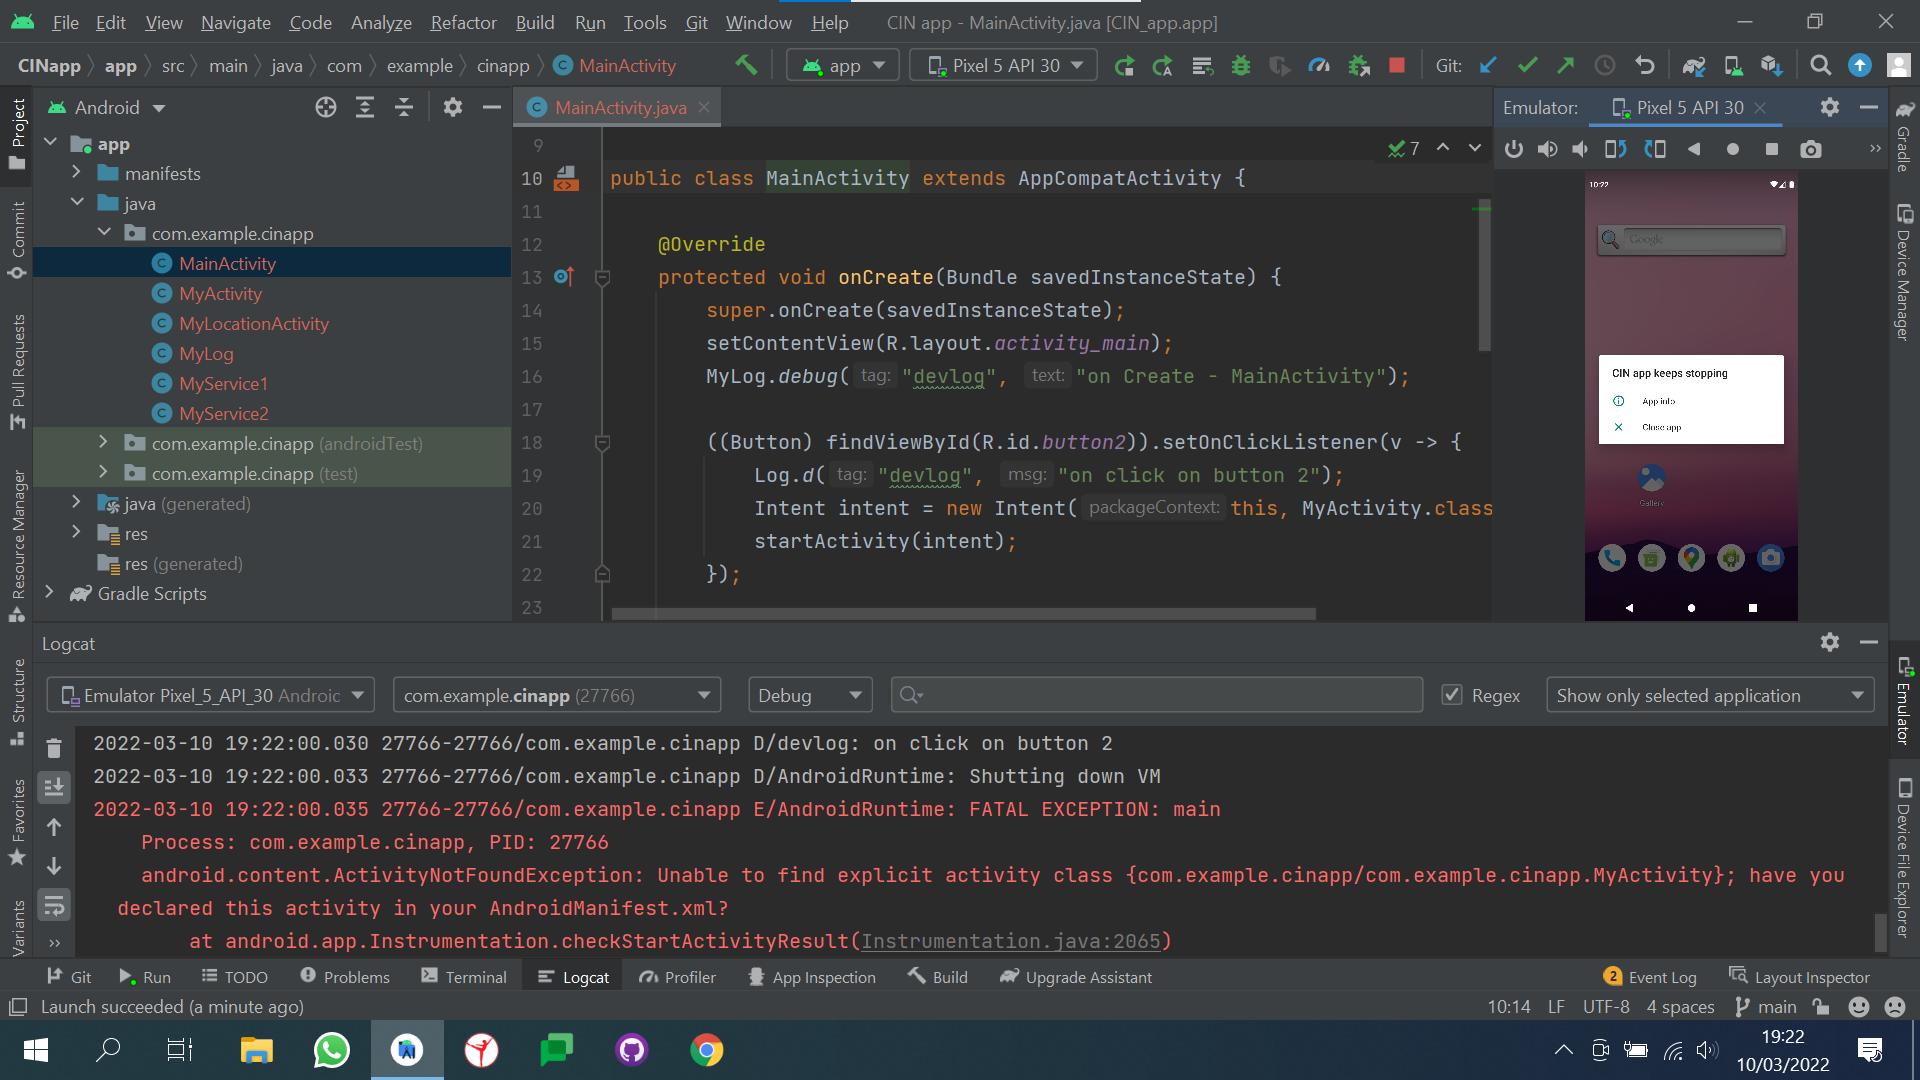 File Edit View Navigate Code Analyze Refactor Build Run Tools Git Window Help CIN app - MainActivity.java [CIN_app.app]
CINapp app src main java com example cinapp MainActivity app Pixel 5 API 30 Git:
Project
Commit
Pull Requests
Resource Manager
Structure
Favorites
Variants
Android
app
manifests
java
com.example.cinapp
MainActivity
MyActivity
MyLocationActivity
MyLog
MyService1
MyService2
com.example.cinapp (androidTest)
com.example.cinapp (test)
java (generated)
res
res (generated)
Gradle Scripts
MainActivity.java
7
9
10 public class MainActivity extends AppCompatActivity {
11
12 @Override
13 protected void onCreate(Bundle savedInstanceState) {
14 super.onCreate(savedInstanceState);
15 setContentView(R.layout.activity_main);
16 MyLog.debug( tag: "devlog", text: "on Create - MainActivity");
17
18 ((Button) findViewById(R.id.button2)).setOnClickListener(v -> {
19 Log.d( tag: "devlog", msg: "on click on button 2");
20 Intent intent = new Intent( packageContext: this, MyActivity.class
21 startActivity(intent);
22 });
23
Emulator: Pixel 5 API 30
10:22
Google
CIN app keeps stopping
App info
Close app
Gallery
Gradle
Device Manager
Emulator
Device File Explorer
Logcat
Emulator Pixel_5_API_30 Androic com.example.cinapp (27766) Debug Regex Show only selected application
2022-03-10 19:22:00.030 27766-27766/com.example.cinapp D/devlog: on click on button 2
2022-03-10 19:22:00.033 27766-27766/com.example.cinapp D/AndroidRuntime: Shutting down VM
2022-03-10 19:22:00.035 27766-27766/com.example.cinapp E/AndroidRuntime: FATAL EXCEPTION: main
Process: com.example.cinapp, PID: 27766
android.content.ActivityNotFoundException: Unable to find explicit activity class {com.example.cinapp/com.example.cinapp.MyActivity}; have you
declared this activity in your AndroidManifest.xml?
at android.app.Instrumentation.checkStartActivityResult(Instrumentation.java:2065)
Git Run TODO Problems Terminal Logcat Profiler App Inspection Build Upgrade Assistant 2 Event Log Layout Inspector
Launch succeeded (a minute ago) 10:14 LF UTF-8 4 spaces main
19:22
10/03/2022